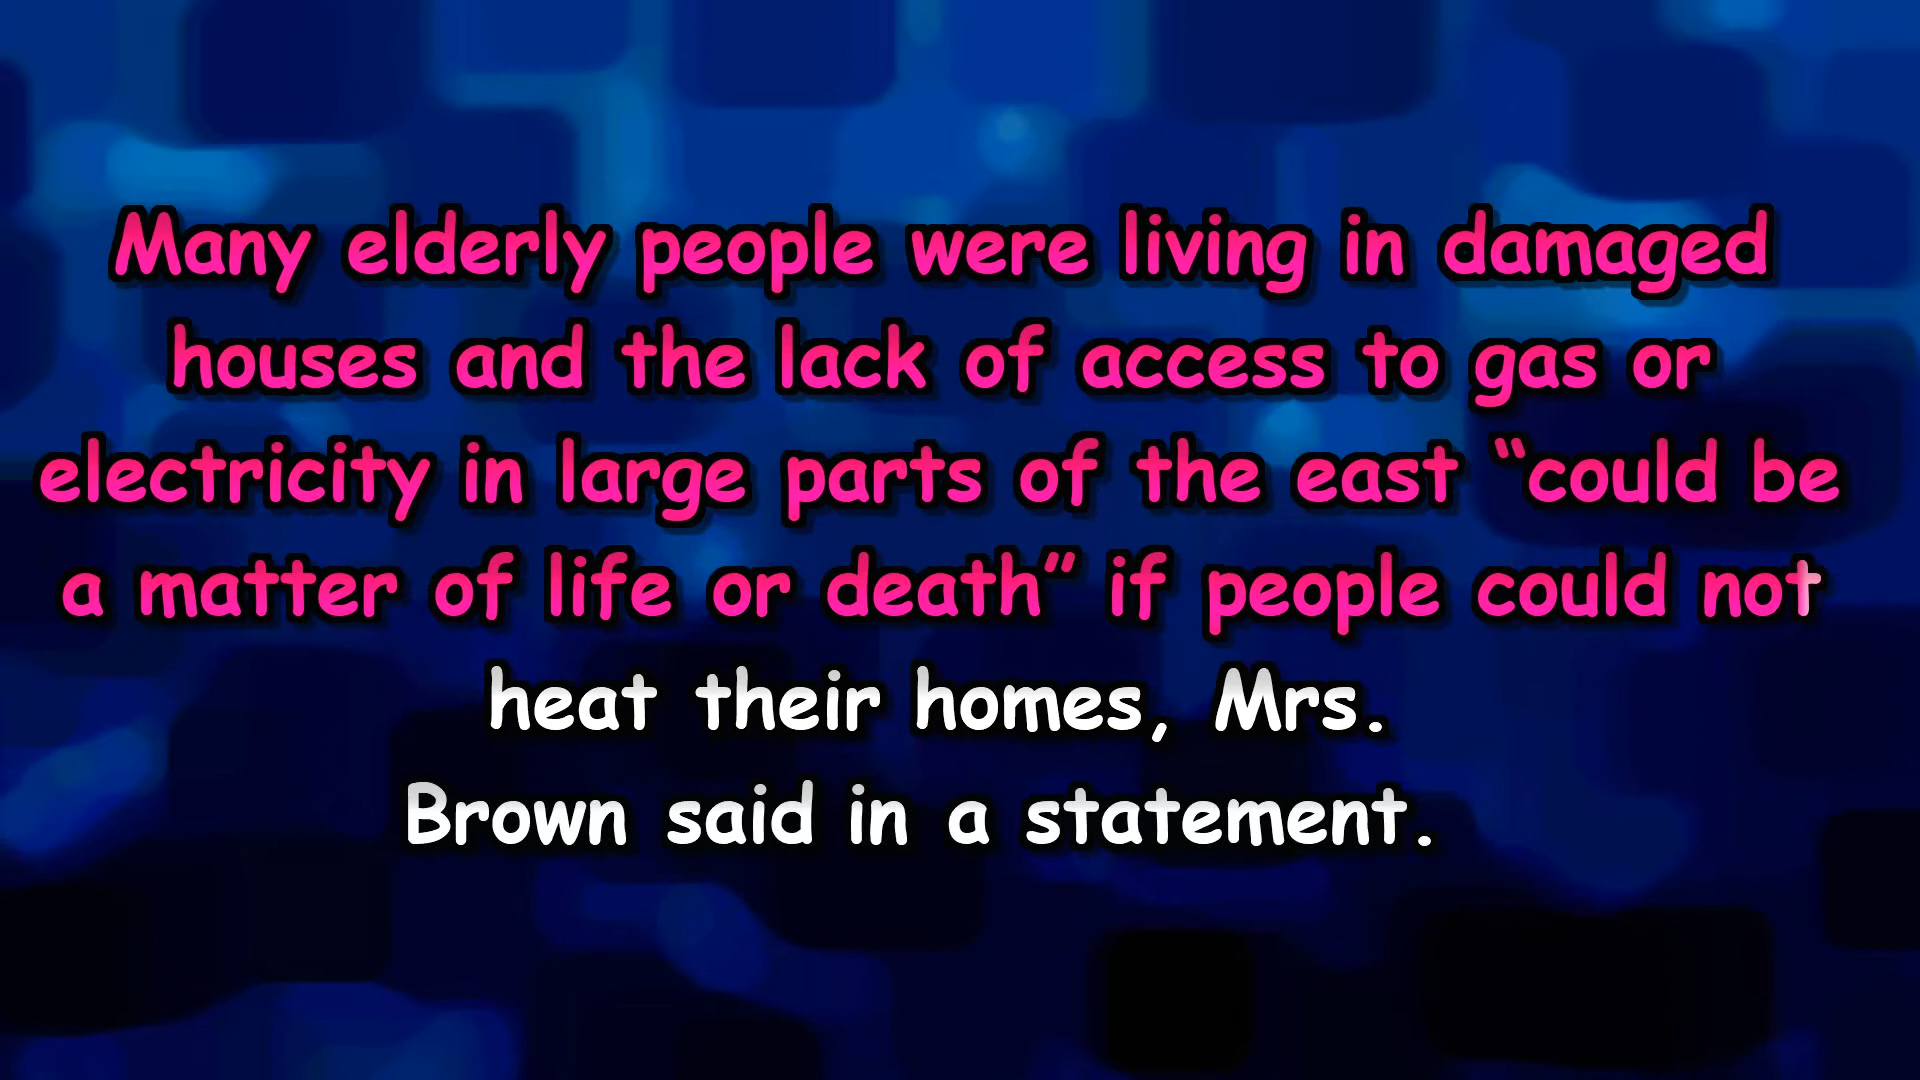 Many elderly people were living in damaged
houses and the lack of access to gas or
electricity in large parts of the east “could be
a matter of life or death” if people could not
heat their homes, Mrs.
Brown said in a statement.